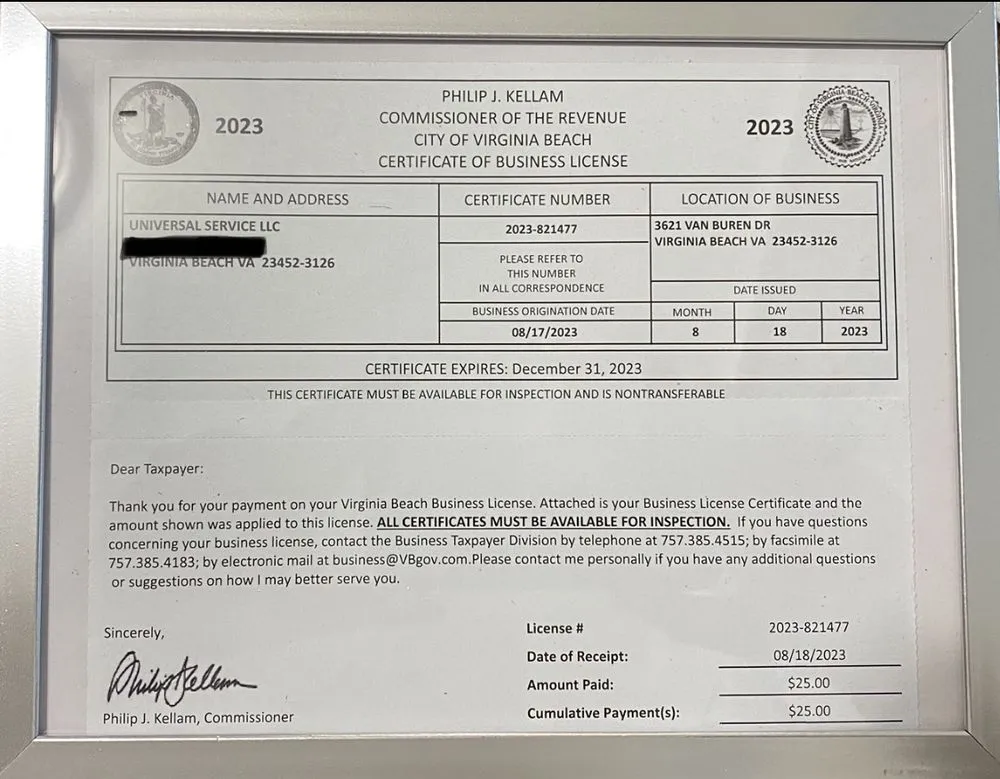 PHILIP J. KELLAM
COMMISSIONER OF THE REVENUE
2023
2023
CITY OF VIRGINIA BEACH
CERTIFICATE OF BUSINESS LICENSE
NAME AND ADDRESS
CERTIFICATE NUMBER
LOCATION OF BUSINESS
UNIVERSAL SERVICE LLC
2023-821477
3621 VAN BUREN DR
VIRGINIA BEACH VA 23452-3126
VIRGINIA BEACH VA 23452-3126
PLEASE REFER TO
THIS NUMBER
IN ALL CORRESPONDENCE
DATE ISSUED
BUSINESS ORIGINATION DATE
MONTH
DAY
YEAR
08/17/2023
8
18
2023
CERTIFICATE EXPIRES: December 31, 2023
THIS CERTIFICATE MUST BE AVAILABLE FOR INSPECTION AND IS NONTRANSFERABLE
Dear Taxpayer:
Thank you for your payment on your Virginia Beach Business License. Attached is your Business License Certificate and the
amount shown was applied to this license. ALL CERTIFICATES MUST BE AVAILABLE FOR INSPECTION. If you have questions
concerning your business license, contact the Business Taxpayer Division by telephone at 757.385.4515; by facsimile at
757.385.4183; by electronic mail at business@VBgov.com.Please contact me personally if you have any additional questions
or suggestions on how I may better serve you.
Sincerely,
Philip J Kellam
Philip J. Kellam, Commissioner
License # 2023-821477
Date of Receipt: 08/18/2023
Amount Paid: $25.00
Cumulative Payment(s): $25.00